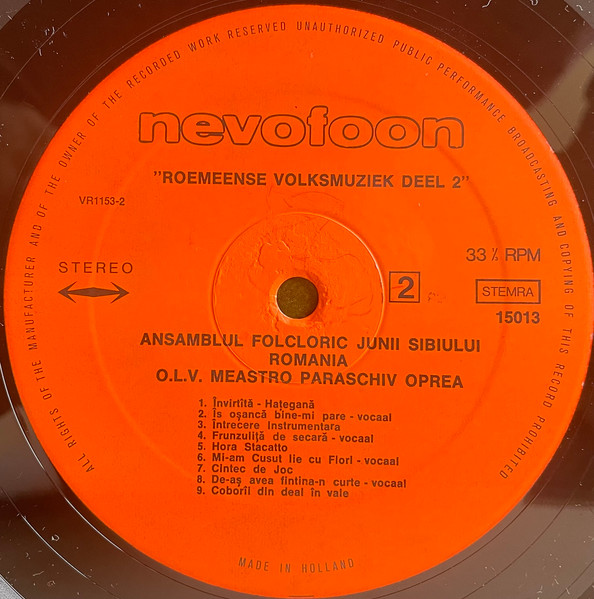 ALL RIGHTS OF THE MANUFACTURER AND OF THE OWNER OF THE RECORDED WORK RESERVED UNAUTHORIZED PUBLIC PERFORMANCE BROADCASTING AND COPYING OF THIS RECORD PROHIBITED
nevofoon
"ROEMEENSE VOLKSMUZIEK DEEL 2"
VR1153-2
STEREO
33 ⅓ RPM
2
STEMRA
15013
ANSAMBLUL FOLCLORIC JUNII SIBIULUI
ROMANIA
O.L.V. MEASTRO PARASCHIV OPREA
1. Învirtîtă - Haţegană
2. Îs oşancă bine-mi pare - vocaal
3. Întrecere Instrumentara
4. Frunzuliţă de secară - vocaal
5. Hora Stacatto
6. Mi-am Cusut Iie cu Flori - vocaal
7. Cintec de Joc
8. De-aş avea fintina-n curte - vocaal
9. Coborîi din deal în vale
MADE IN HOLLAND